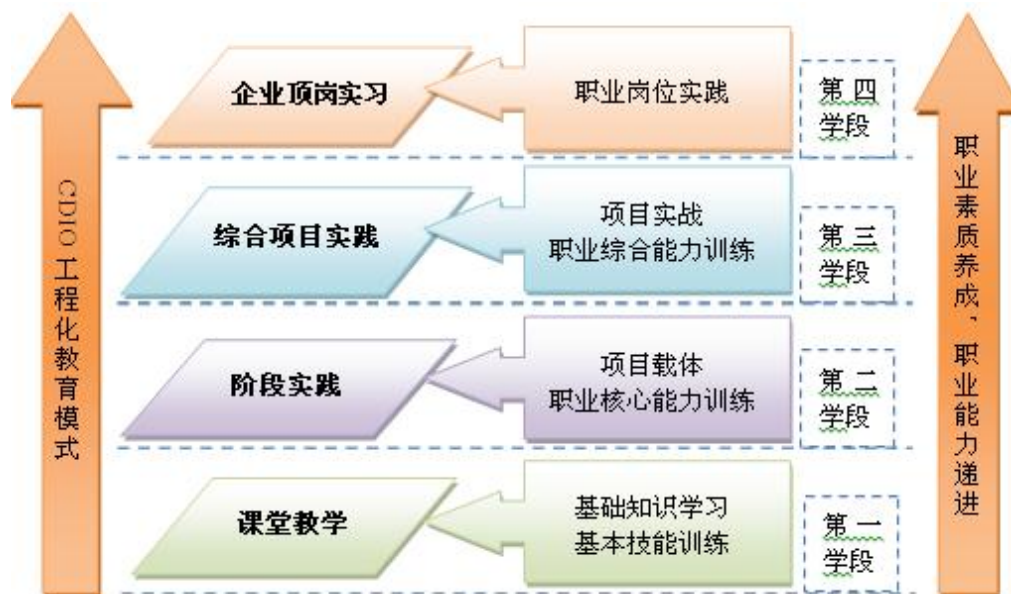 CDIO工程化教育模式
企业顶岗实习
职业岗位实践
第四
学段
综合项目实践
项目实战
职业综合能力训练
第三
学段
阶段实践
项目载体
职业核心能力训练
第二
学段
课堂教学
基础知识学习
基本技能训练
第一
学段
职业素质养成、职业能力递进